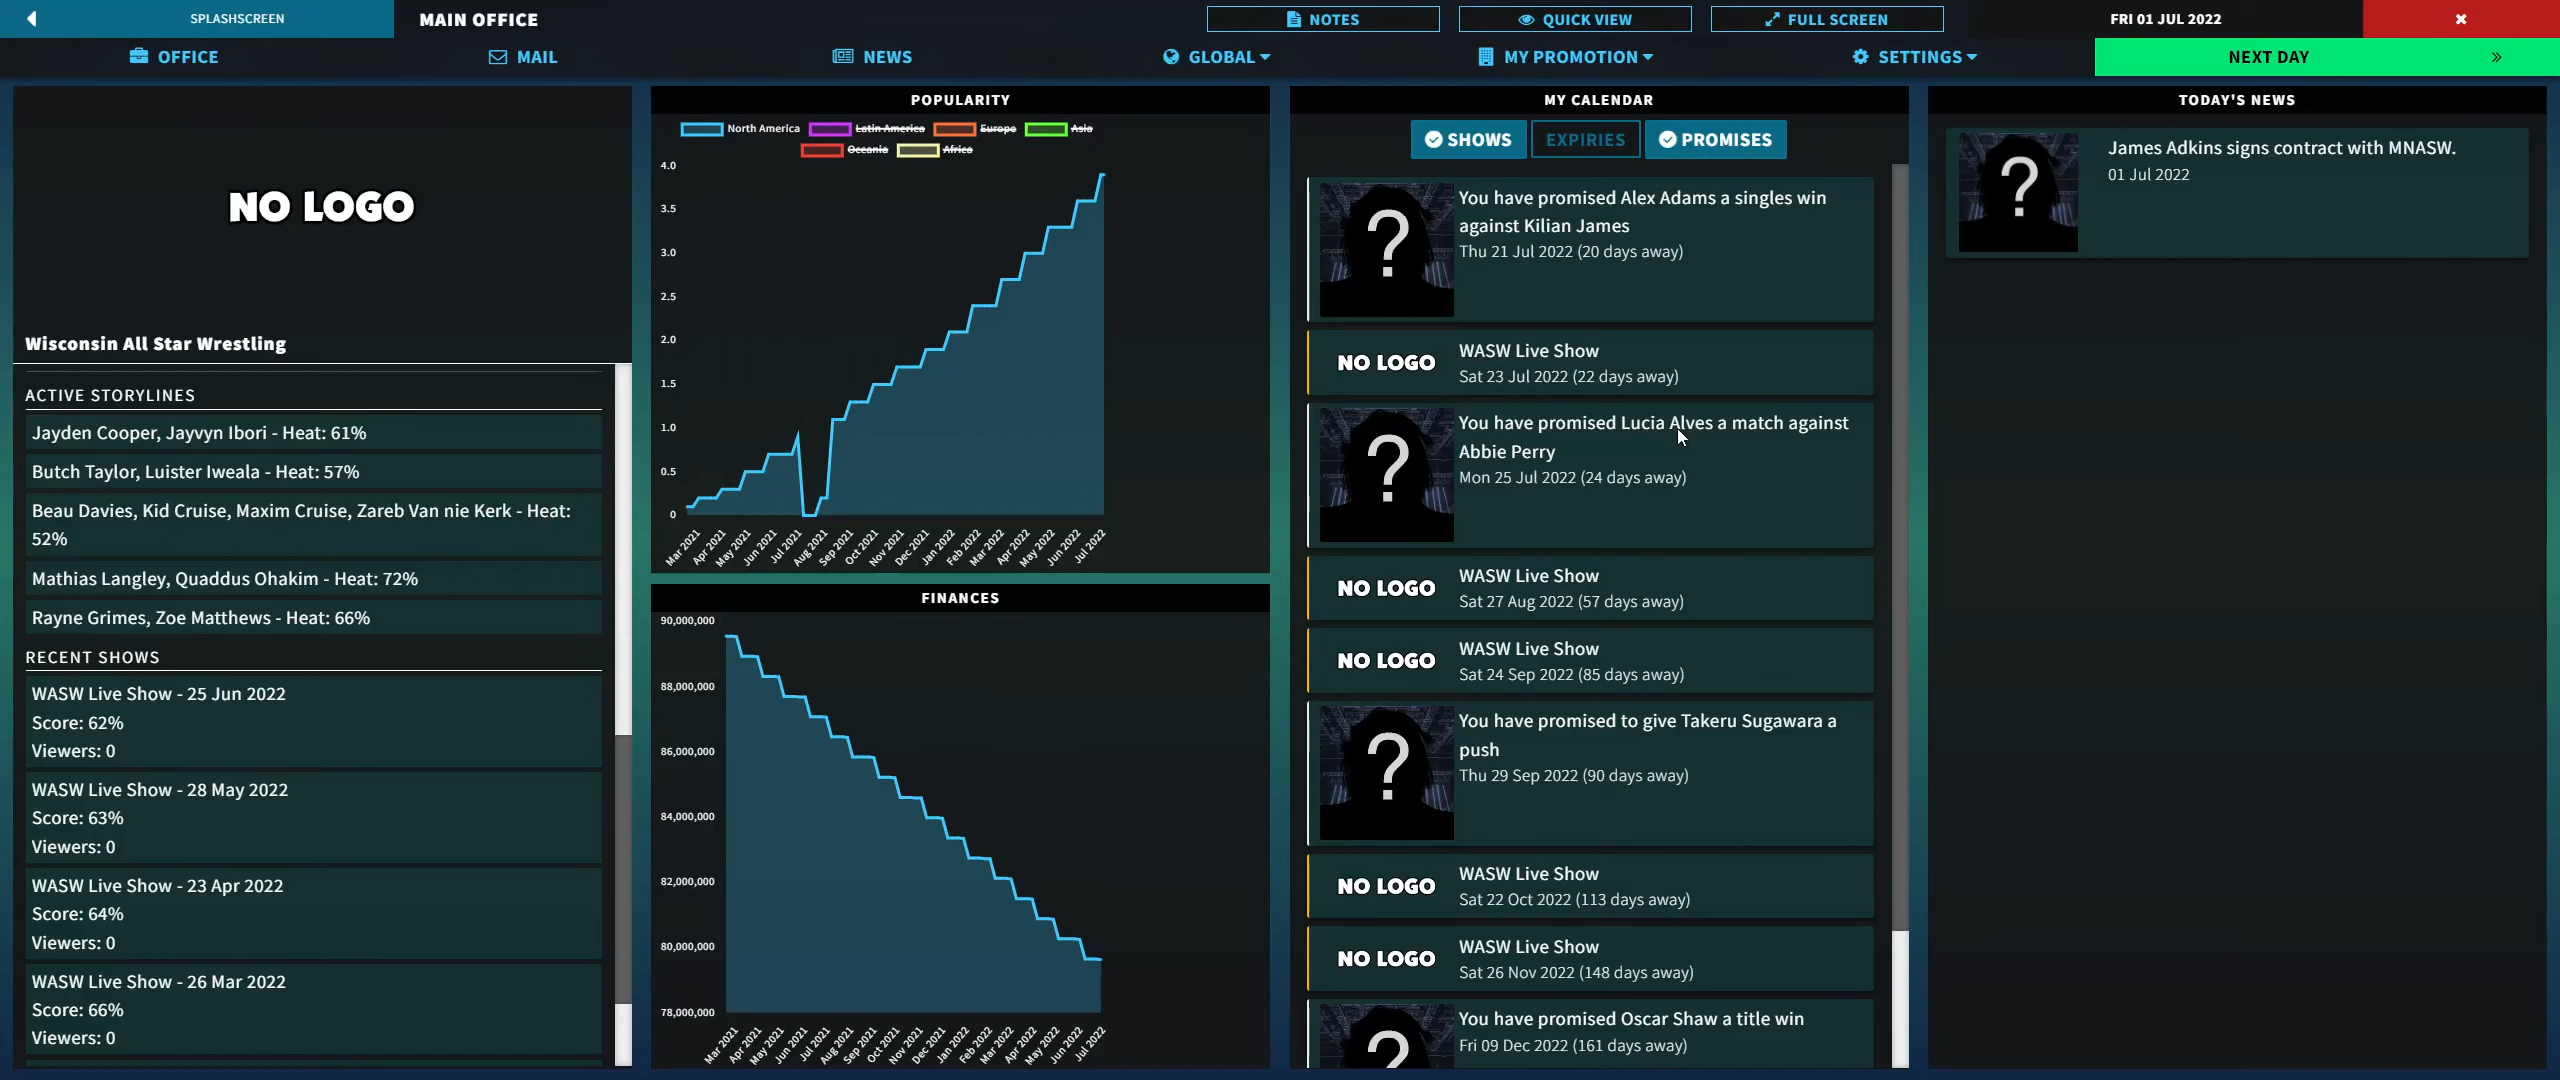 SPLASHSCREEN
MAIN OFFICE
NOTES
QUICK VIEW
FULL SCREEN
FRI 01 JUL 2022
OFFICE
MAIL
NEWS
GLOBAL
MY PROMOTION
SETTINGS
NEXT DAY
NO LOGO
Wisconsin All Star Wrestling
ACTIVE STORYLINES
Jayden Cooper, Jayvyn Ibori - Heat: 61%
Butch Taylor, Luister Iweala - Heat: 57%
Beau Davies, Kid Cruise, Maxim Cruise, Zareb Van nie Kerk - Heat:
52%
Mathias Langley, Quaddus Ohakim - Heat: 72%
Rayne Grimes, Zoe Matthews - Heat: 66%
RECENT SHOWS
WASW Live Show - 25 Jun 2022
Score: 62%
Viewers: 0
WASW Live Show - 28 May 2022
Score: 63%
Viewers: 0
WASW Live Show - 23 Apr 2022
Score: 64%
Viewers: 0
WASW Live Show - 26 Mar 2022
Score: 66%
Viewers: 0
POPULARITY
North America Latin America Europe Asia
Oceania Africa
4.0
3.5
3.0
2.5
2.0
1.5
1.0
0.5
0
Mar 2021 Apr 2021 May 2021 Jun 2021 Jul 2021 Aug 2021 Sep 2021 Oct 2021 Nov 2021 Dec 2021 Jan 2022 Feb 2022 Mar 2022 Apr 2022 May 2022 Jun 2022 Jul 2022
FINANCES
90,000,000
88,000,000
86,000,000
84,000,000
82,000,000
80,000,000
78,000,000
Mar 2021 Apr 2021 May 2021 Jun 2021 Jul 2021 Aug 2021 Sep 2021 Oct 2021 Nov 2021 Dec 2021 Jan 2022 Feb 2022 Mar 2022 Apr 2022 May 2022 Jun 2022 Jul 2022
MY CALENDAR
SHOWS EXPIRIES PROMISES
?
You have promised Alex Adams a singles win
against Kilian James
Thu 21 Jul 2022 (20 days away)
NO LOGO
WASW Live Show
Sat 23 Jul 2022 (22 days away)
?
You have promised Lucia Alves a match against
Abbie Perry
Mon 25 Jul 2022 (24 days away)
NO LOGO
WASW Live Show
Sat 27 Aug 2022 (57 days away)
NO LOGO
WASW Live Show
Sat 24 Sep 2022 (85 days away)
?
You have promised to give Takeru Sugawara a
push
Thu 29 Sep 2022 (90 days away)
NO LOGO
WASW Live Show
Sat 22 Oct 2022 (113 days away)
NO LOGO
WASW Live Show
Sat 26 Nov 2022 (148 days away)
?
You have promised Oscar Shaw a title win
Fri 09 Dec 2022 (161 days away)
TODAY'S NEWS
?
James Adkins signs contract with MNASW.
01 Jul 2022